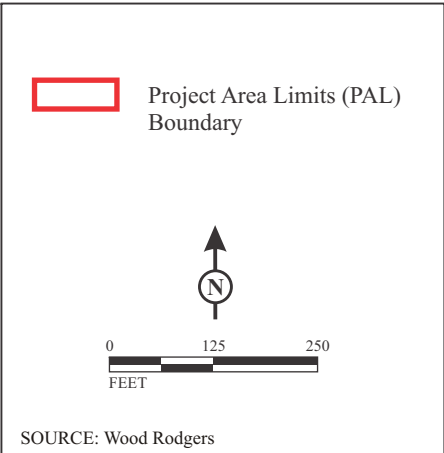 Project Area Limits (PAL)
Boundary
N
0 125 250
FEET
SOURCE: Wood Rodgers